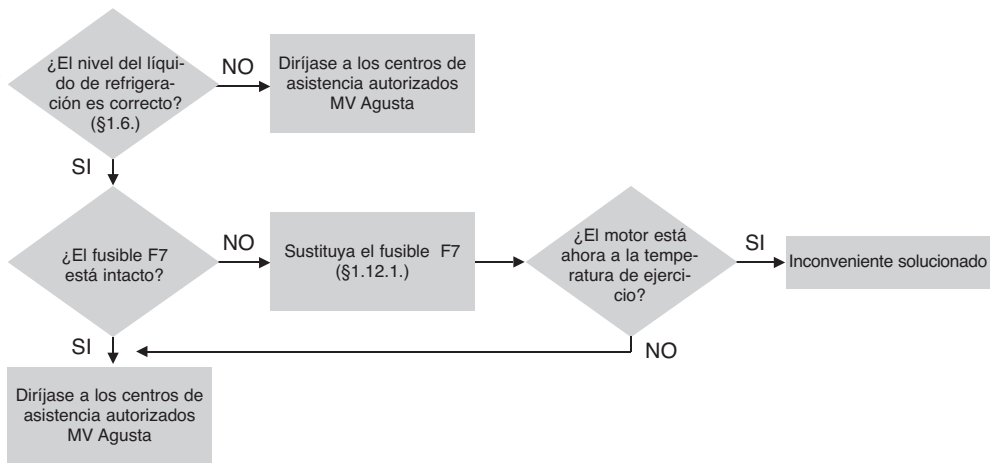 ¿El nivel del líqui-
do de refrigera-
ción es correcto?
(§1.6.)
NO
Diríjase a los centros de
asistencia autorizados
MV Agusta
SI
¿El fusible F7
está intacto?
NO
Sustituya el fusible F7
(§1.12.1.)
¿El motor está
ahora a la tempe-
ratura de ejerci-
cio?
SI
Inconveniente solucionado
SI
NO
Diríjase a los centros de
asistencia autorizados
MV Agusta